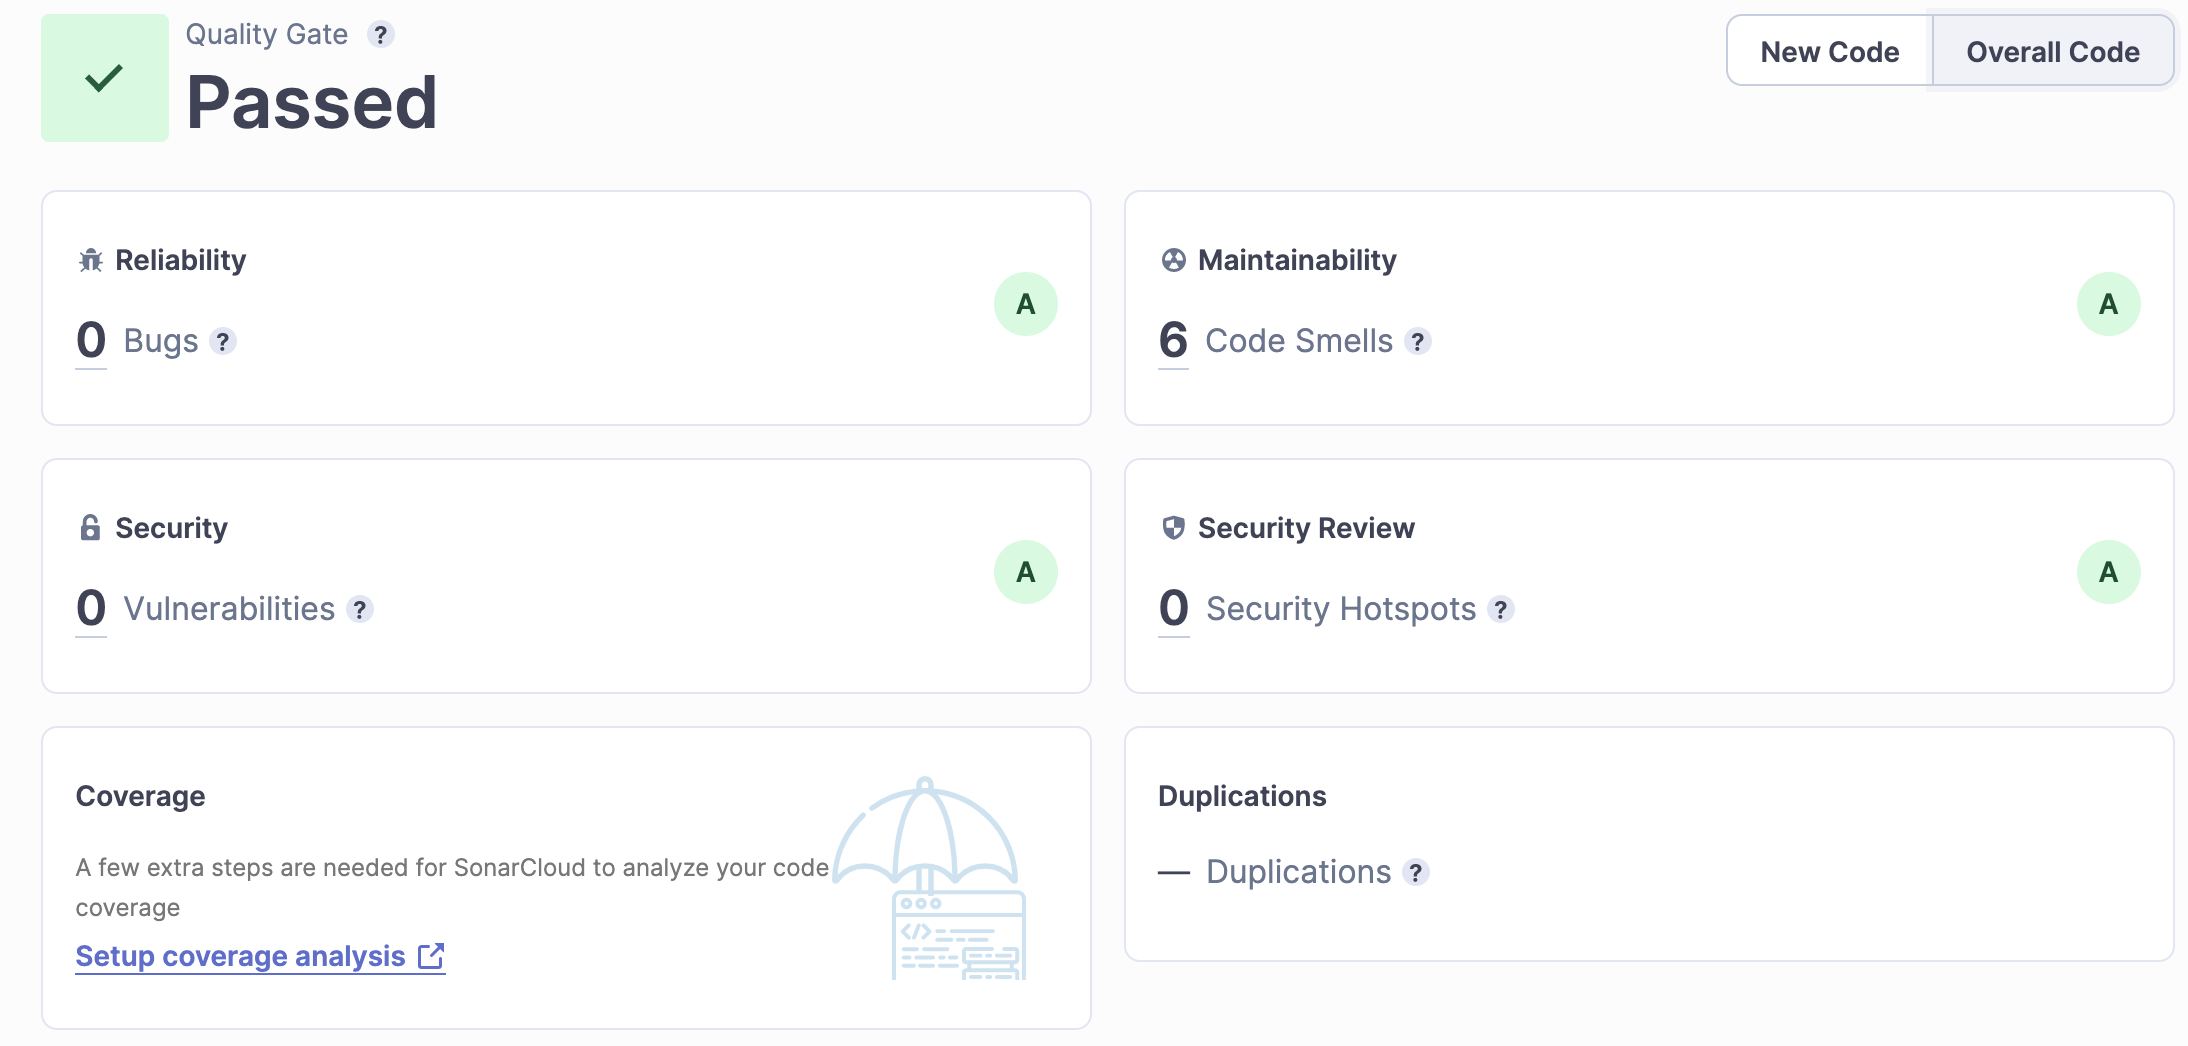 Quality Gate ?
Passed
New Code
Overall Code
Reliability
0 Bugs ?
A
Maintainability
6 Code Smells ?
A
Security
0 Vulnerabilities ?
A
Security Review
0 Security Hotspots ?
A
Coverage
A few extra steps are needed for SonarCloud to analyze your code
coverage
Setup coverage analysis
</>
Duplications
— Duplications ?